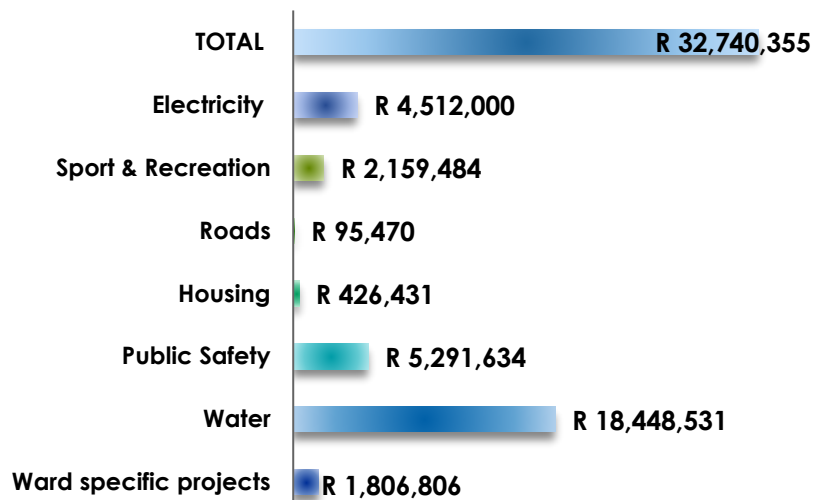 TOTAL R 32,740,355
Electricity R 4,512,000
Sport & Recreation R 2,159,484
Roads R 95,470
Housing R 426,431
Public Safety R 5,291,634
Water R 18,448,531
Ward specific projects R 1,806,806